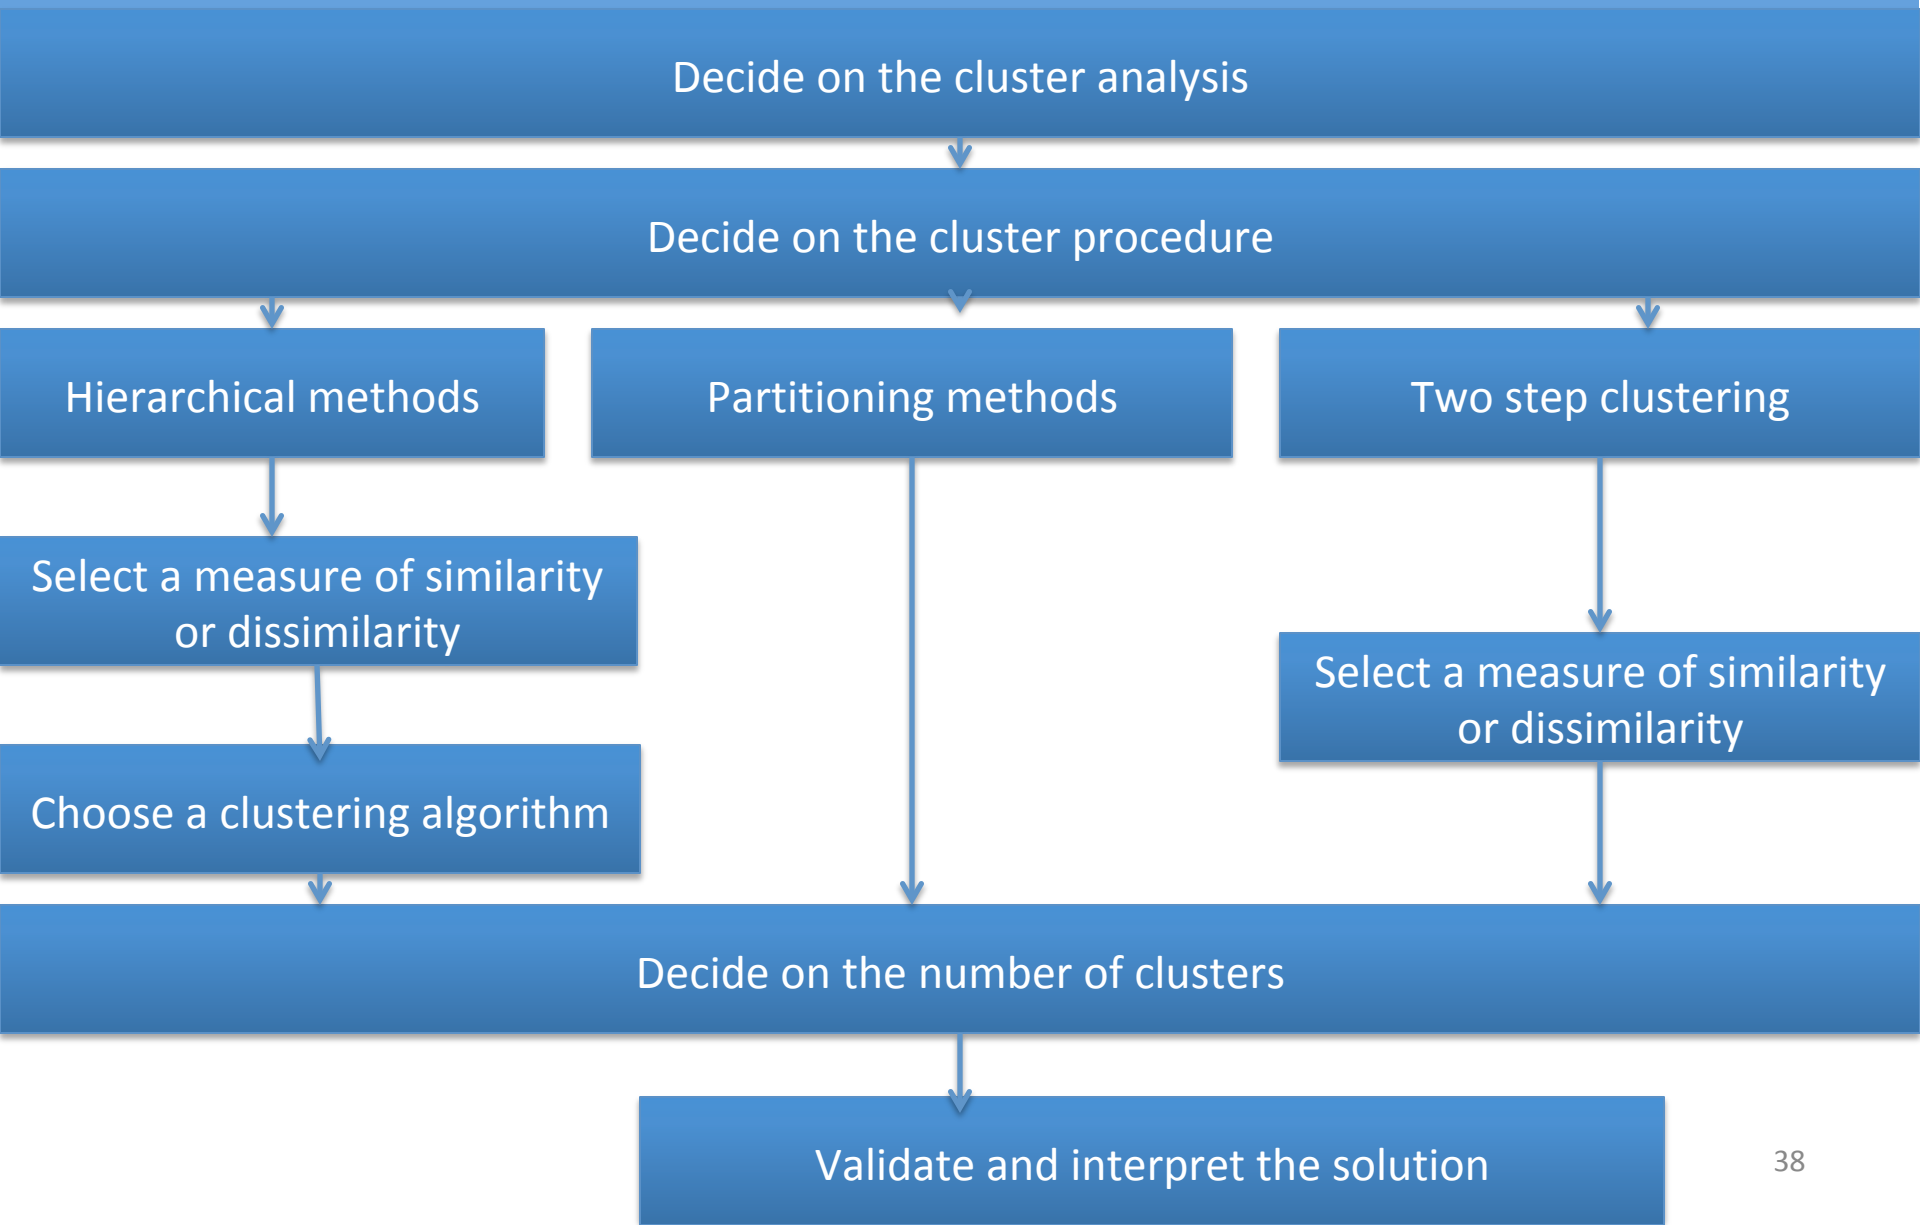 Decide on the cluster analysis
Decide on the cluster procedure
Hierarchical methods
Partitioning methods
Two step clustering
Select a measure of similarity
or dissimilarity
Select a measure of similarity
or dissimilarity
Choose a clustering algorithm
Decide on the number of clusters
Validate and interpret the solution
38